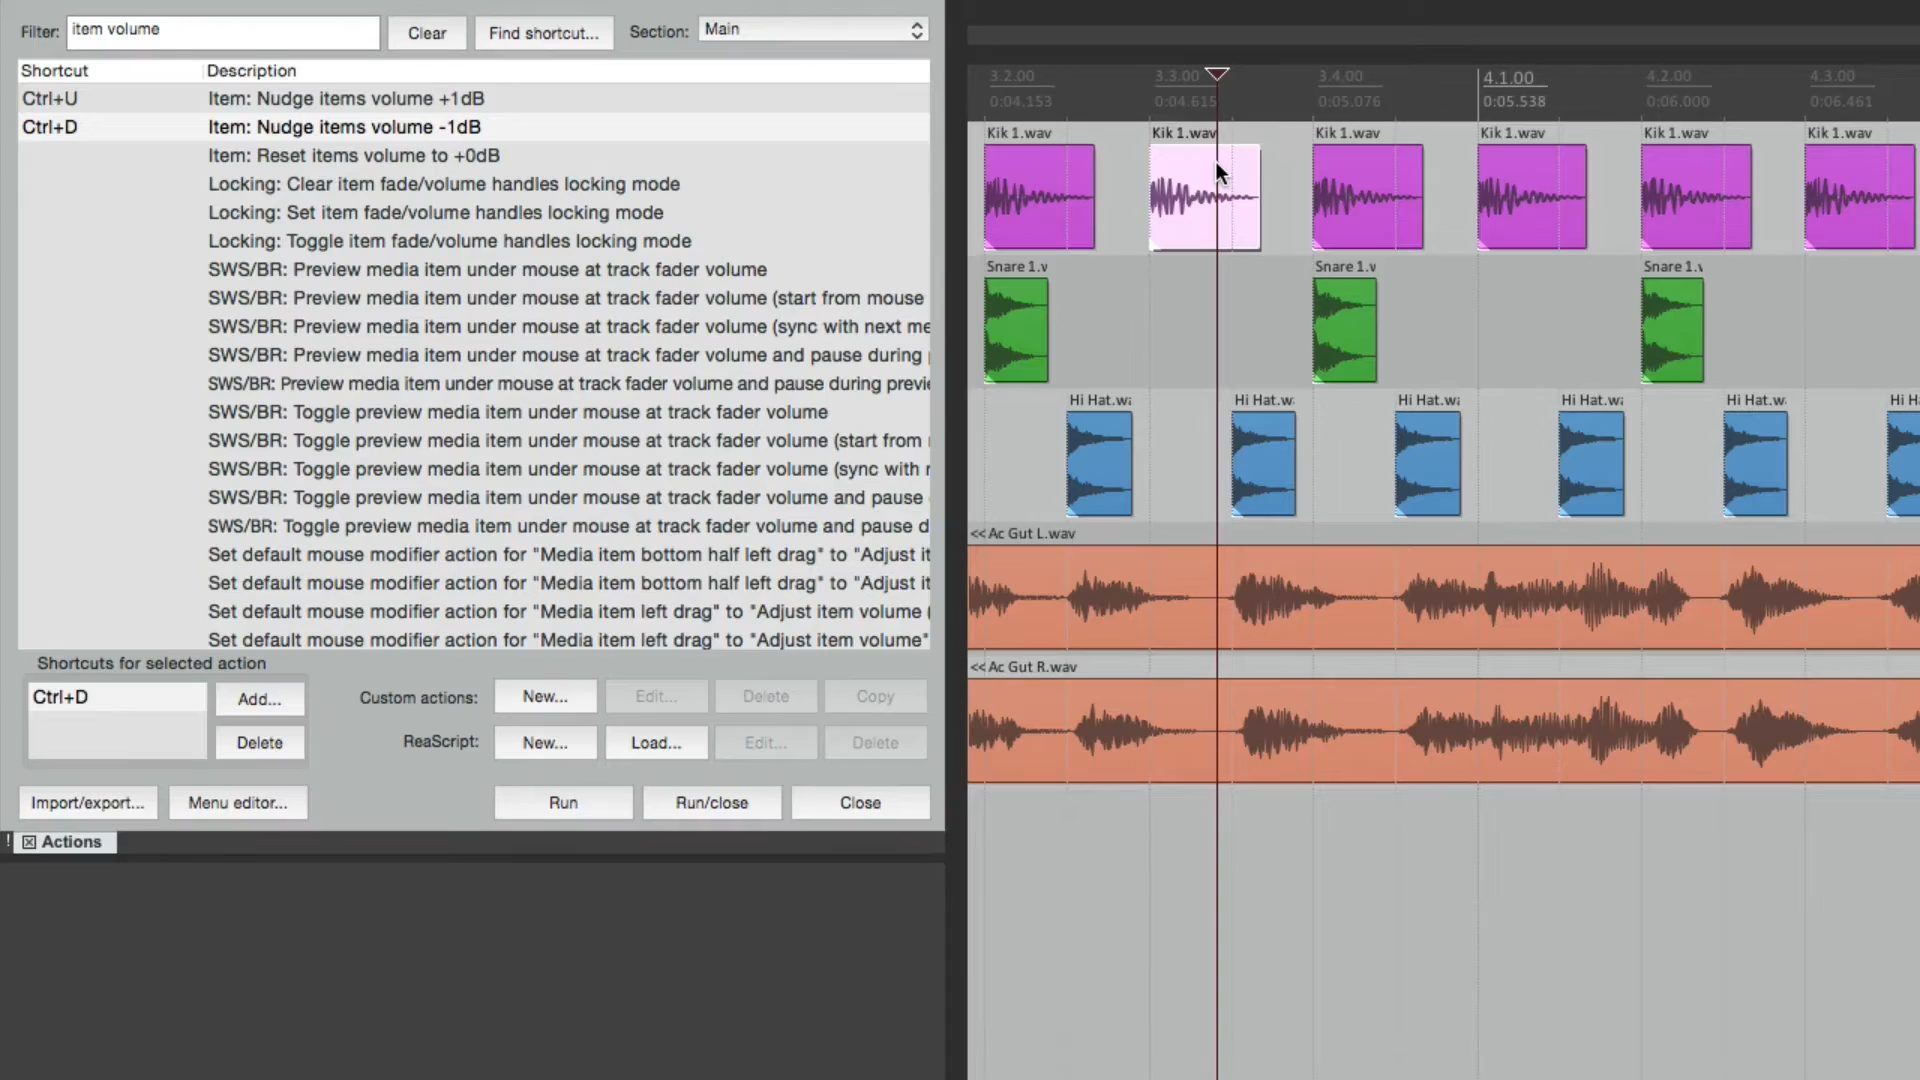 Filter: item volume Clear Find shortcut... Section: Main
Shortcut Description
Ctrl+U Item: Nudge items volume +1dB
Ctrl+D Item: Nudge items volume -1dB
Item: Reset items volume to +0dB
Locking: Clear item fade/volume handles locking mode
Locking: Set item fade/volume handles locking mode
Locking: Toggle item fade/volume handles locking mode
SWS/BR: Preview media item under mouse at track fader volume
SWS/BR: Preview media item under mouse at track fader volume (start from mouse
SWS/BR: Preview media item under mouse at track fader volume (sync with next me
SWS/BR: Preview media item under mouse at track fader volume and pause during
SWS/BR: Preview media item under mouse at track fader volume and pause during previe
SWS/BR: Toggle preview media item under mouse at track fader volume
SWS/BR: Toggle preview media item under mouse at track fader volume (start from
SWS/BR: Toggle preview media item under mouse at track fader volume (sync with
SWS/BR: Toggle preview media item under mouse at track fader volume and pause
SWS/BR: Toggle preview media item under mouse at track fader volume and pause d
Set default mouse modifier action for "Media item bottom half left drag" to "Adjust it
Set default mouse modifier action for "Media item bottom half left drag" to "Adjust it
Set default mouse modifier action for "Media item left drag" to "Adjust item volume (
Set default mouse modifier action for "Media item left drag" to "Adjust item volume"
Shortcuts for selected action
Ctrl+D Add... Custom actions: New... Edit... Delete Copy
Delete ReaScript: New... Load... Edit... Delete
Import/export... Menu editor... Run Run/close Close
! Actions
3.2.00 3.3.00 3.4.00 4.1.00 4.2.00 4.3.00
0:04.153 0:04.615 0:05.076 0:05.538 0:06.000 0:06.461
Kik 1.wav Kik 1.wav Kik 1.wav Kik 1.wav Kik 1.wav Kik 1.wav
Snare 1.v Snare 1.v Snare 1.v
Hi Hat.wa Hi Hat.w Hi Hat.wa Hi Hat.wa Hi Hat.w Hi H
<< Ac Gut L.wav
<< Ac Gut R.wav